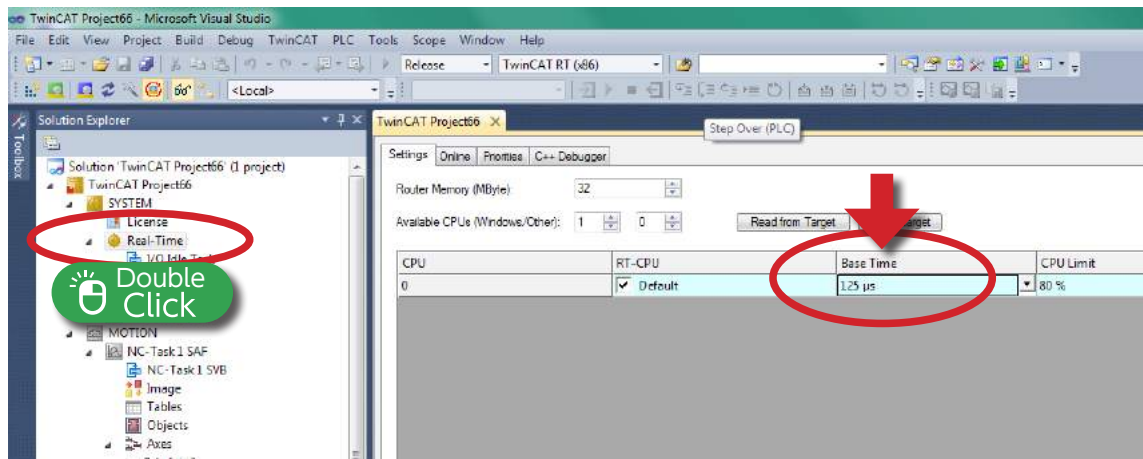 TwinCAT Project66 - Microsoft Visual Studio
File Edit View Project Build Debug TwinCAT PLC Tools Scope Window Help
Release TwinCAT RT (x86)
<Local>
Toolbox
Solution Explorer
Solution 'TwinCAT Project66' (1 project)
TwinCAT Project66
SYSTEM
License
Real-Time
I/O Idle Task
Double
Click
MOTION
NC-Task 1 SAF
NC-Task 1 SVB
Image
Tables
Objects
Axes
TwinCAT Project66
Step Over (PLC)
Settings Online Priorities C++ Debugger
Router Memory (MByte): 32
Available CPUs (Windows/Other): 1 0 Read from Target
CPU RT-CPU Base Time CPU Limit
0 Default 125 µs 80 %